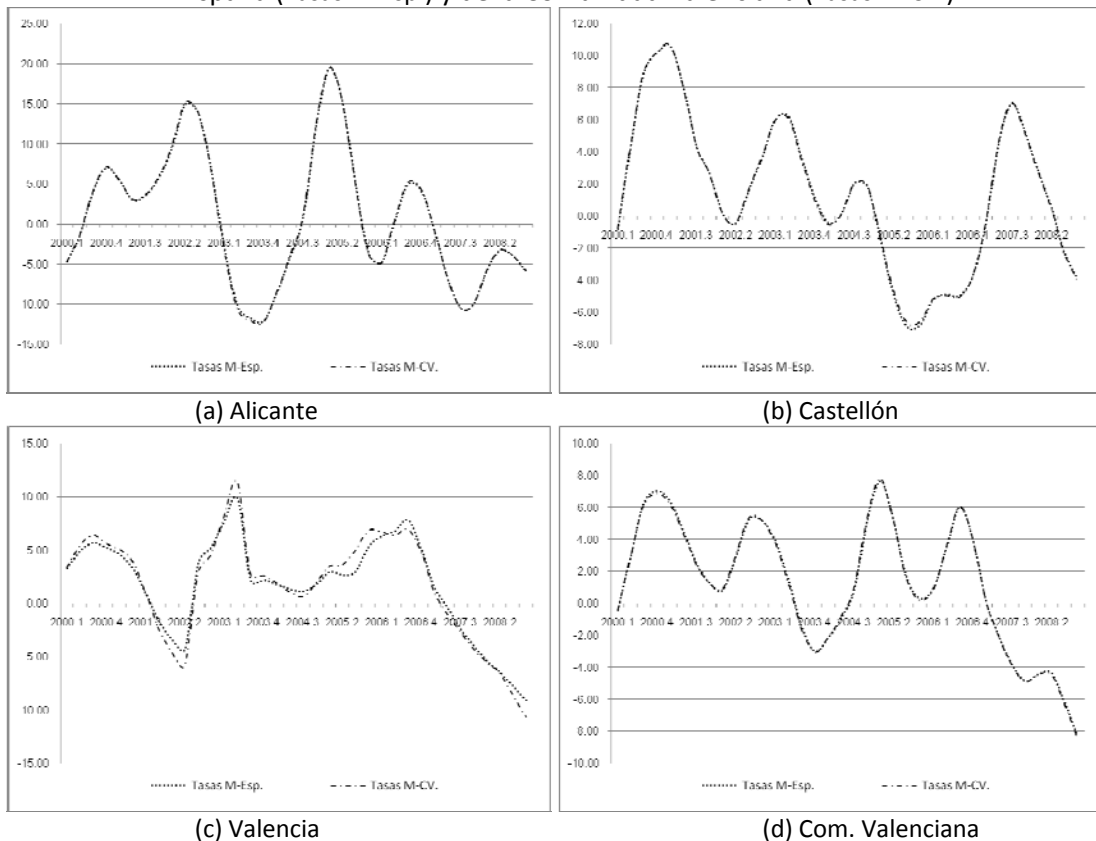 España (Tasas M-Esp.) y de la Comunidad Valenciana (Tasas M-CV.)
25.00
20.00
15.00
10.00
5.00
0.00
2000.1 2000.4 2001.3 2002.2 2003.1 2003.4 2004.3 2005.2 2006.1 2006.4 2007.3 2008.2
-5.00
-10.00
-15.00
Tasas M-Esp. Tasas M-CV.
(a) Alicante
12.00
10.00
8.00
6.00
4.00
2.00
0.00
2000.1 2000.4 2001.3 2002.2 2003.1 2003.4 2004.3 2005.2 2006.1 2006.4 2007.3 2008.2
-2.00
-4.00
-6.00
-8.00
Tasas M-Esp. Tasas M-CV.
(b) Castellón
15.00
10.00
5.00
0.00
2000.1 2000.4 2001.3 2002.2 2003.1 2003.4 2004.3 2005.2 2006.1 2006.4 2007.3 2008.2
5.00
10.00
-15.00
Tasas M-Esp. Tasas M-CV.
(c) Valencia
10.00
8.00
6.00
4.00
2.00
0.00
2000.1 2000.4 2001.3 2002.2 2003.1 2003.4 2004.3 2005.2 2006.1 2006.4 2007.3 2008.2
-2.00
-4.00
-6.00
8.00
-10.00
Tasas M-Esp. Tasas M-CV.
(d) Com. Valenciana